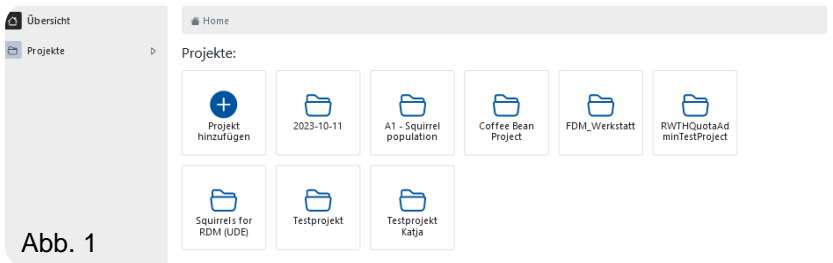 Übersicht
Projekte
Home
Projekte:
Projekt
hinzufügen
2023-10-11
A1 - Squirrel
population
Coffee Bean
Project
FDM_Werkstatt
RWTHQuotaAd
minTestProject
Squirrels for
RDM (UDE)
Testprojekt
Testprojekt
Katja
Abb. 1